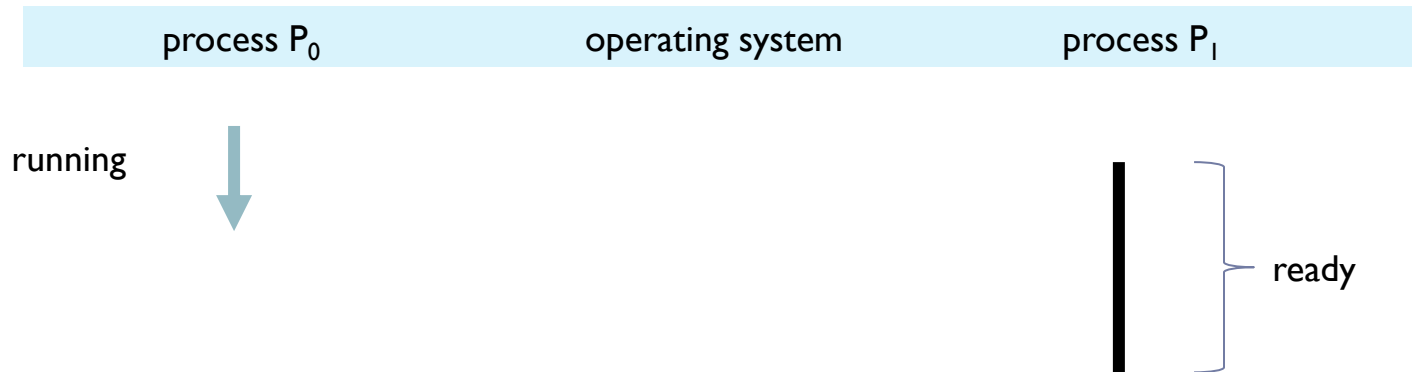 process P₀ operating system process P₁
running
ready